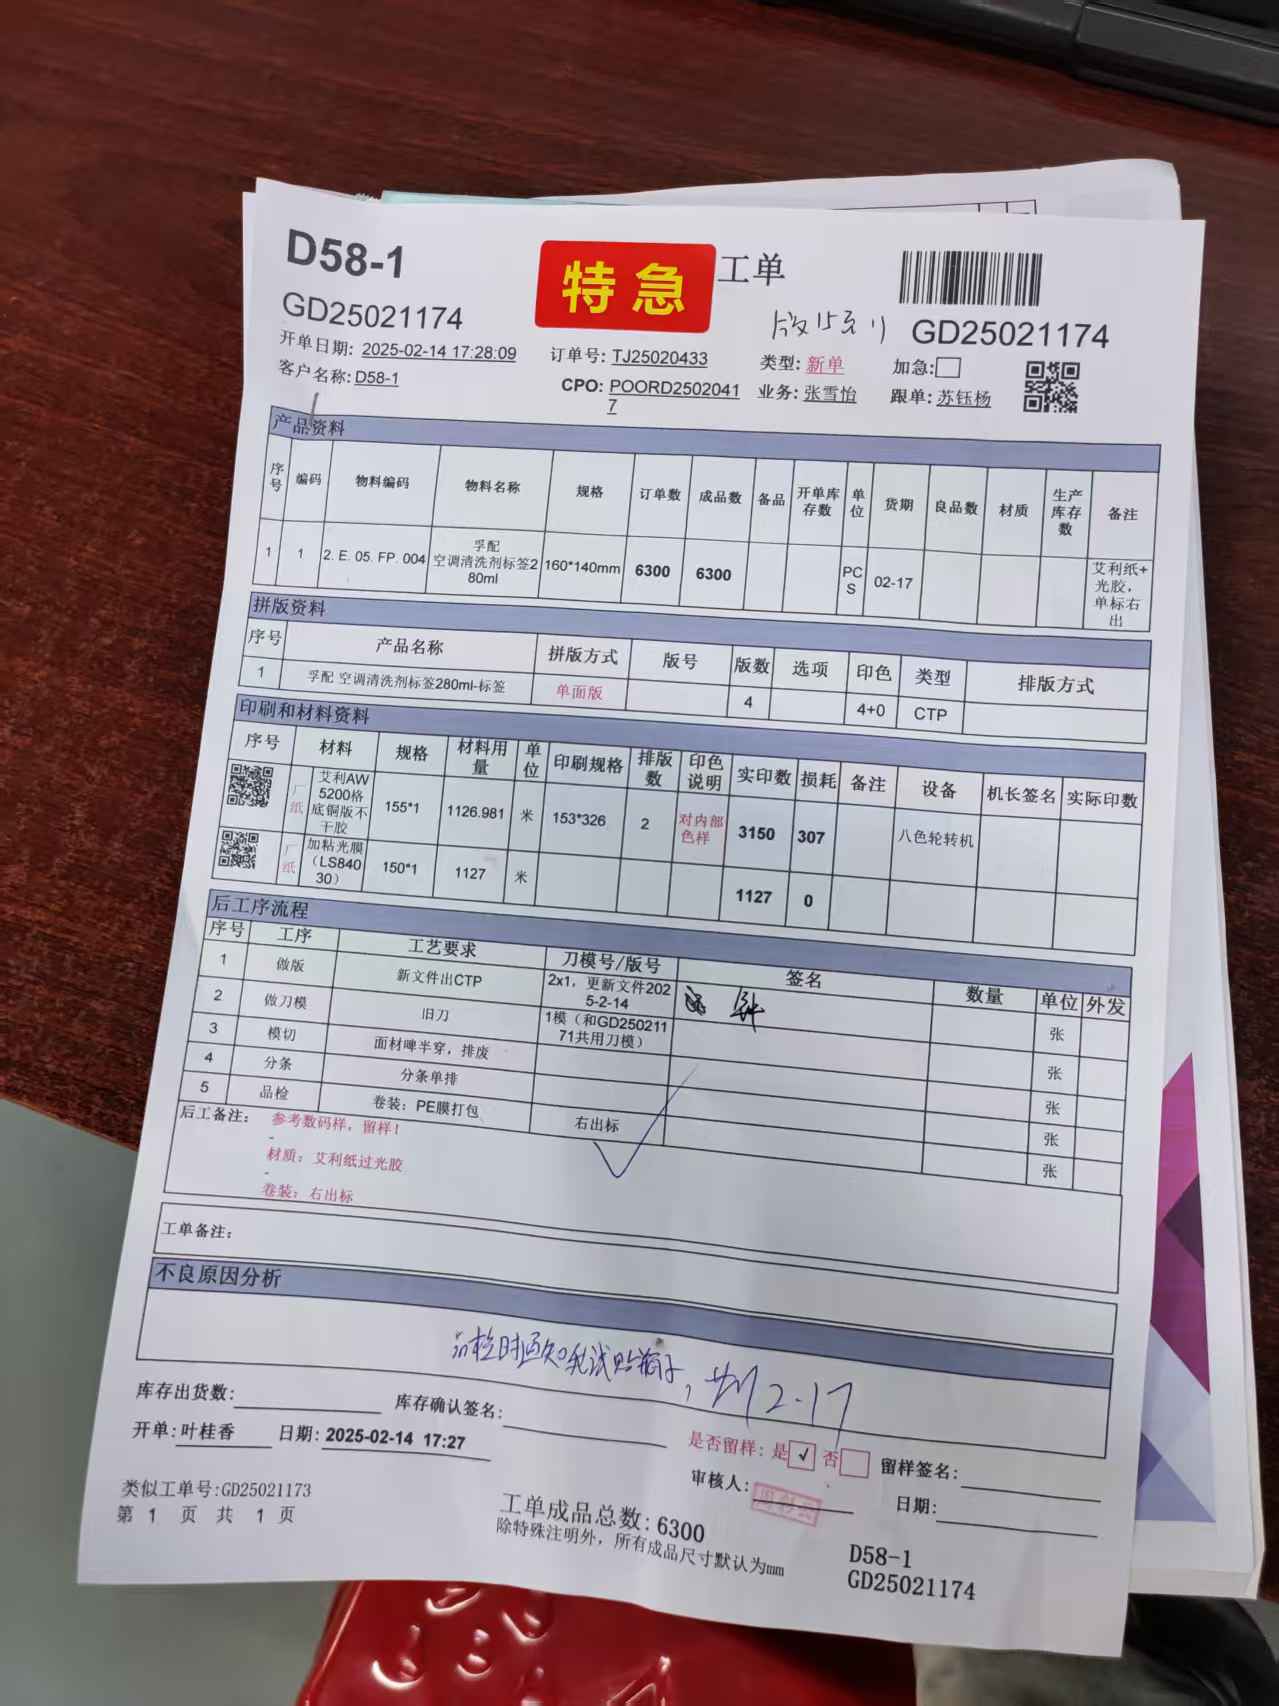 D58-1
特急 工单
GD25021174
GD25021174
开单日期: 2025-02-14 17:28:09 订单号: TJ25020433 类型: 新单 加急:
客户名称: D58-1 CPO: POORD2502041 业务: 张雪怡 跟单: 苏钰杨
7
产品资料
序号 编码 物料编码 物料名称 规格 订单数 成品数 备品 开单库存数 单位 货期 良品数 材质 生产库存数 备注
1 1 2. E. 05. FP. 004 孚配 空调清洗剂标签280ml 160*140mm 6300 6300 PCS 02-17 艾利纸+光胶，单标右出
拼版资料
序号 产品名称 拼版方式 版号 版数 选项 印色 类型 排版方式
1 孚配 空调清洗剂标签280ml-标签 单面版 4 4+0 CTP
印刷和材料资料
序号 材料 规格 材料用量 单位 印刷规格 排版数 印色说明 实印数 损耗 备注 设备 机长签名 实际印数
厂纸 艾利AW5200格底铜版不干胶 155*1 1126.981 米 153*326 2 对内部色样 3150 307 八色轮转机
厂纸 加粘光膜（LS84030） 150*1 1127 米 1127 0
后工序流程
序号 工序 工艺要求 刀模号/版号 签名 数量 单位 外发
1 做版 新文件出CTP 2x1，更新文件2025-2-14 张
2 做刀模 旧刀 1模（和GD25021171共用刀模） 张
3 模切 面材啤半穿，排废 张
4 分条 分条单排 张
5 品检 卷装：PE膜打包 右出标 张
后工备注： 参考数码样，留样！
-
材质：艾利纸过光胶
-
卷装：右出标
工单备注：
不良原因分析
品检时通知我试贴瓶子， 2-17
库存出货数: 库存确认签名:
是否留样: 是 √ 否 留样签名:
开单: 叶桂香 日期: 2025-02-14 17:27
审核人: 日期:
类似工单号:GD25021173
第 1 页 共 1 页
工单成品总数: 6300
除特殊注明外，所有成品尺寸默认为mm
D58-1
GD25021174